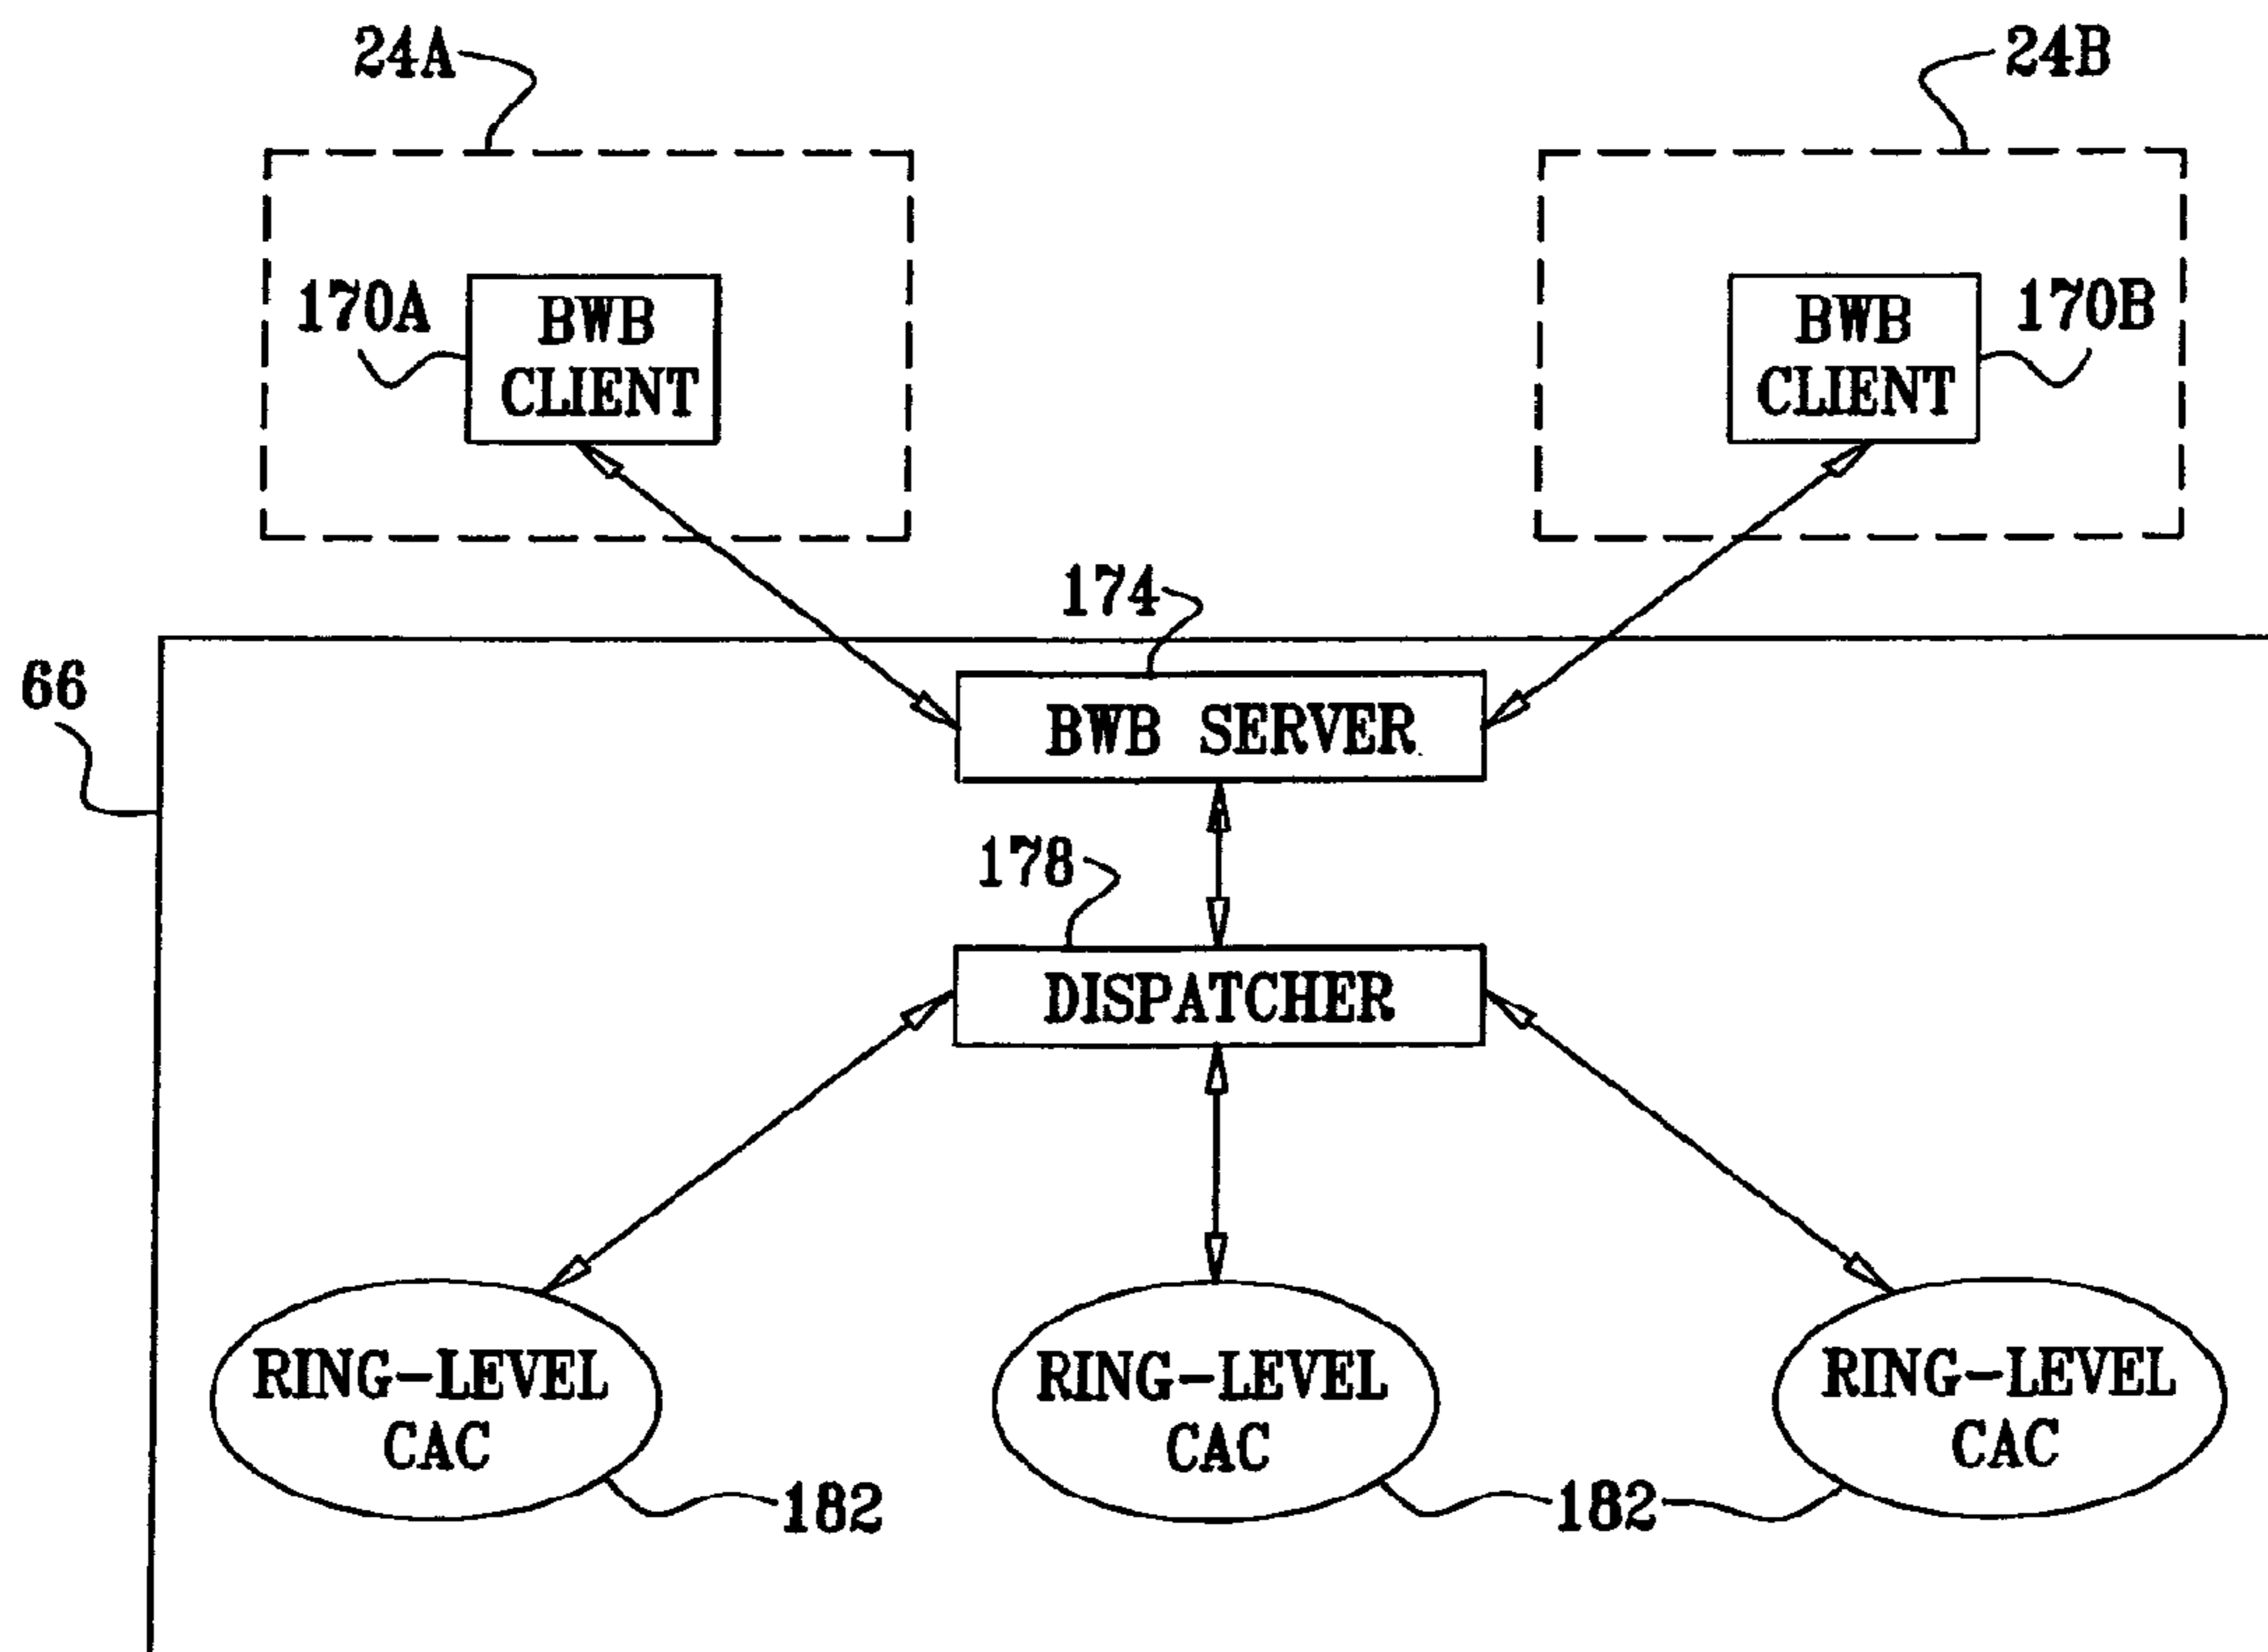 24A
24B
170A
BWB
CLIENT
BWB
CLIENT
170B
174
66
BWB SERVER
178
DISPATCHER
RING-LEVEL
CAC
RING-LEVEL
CAC
RING-LEVEL
CAC
182
182